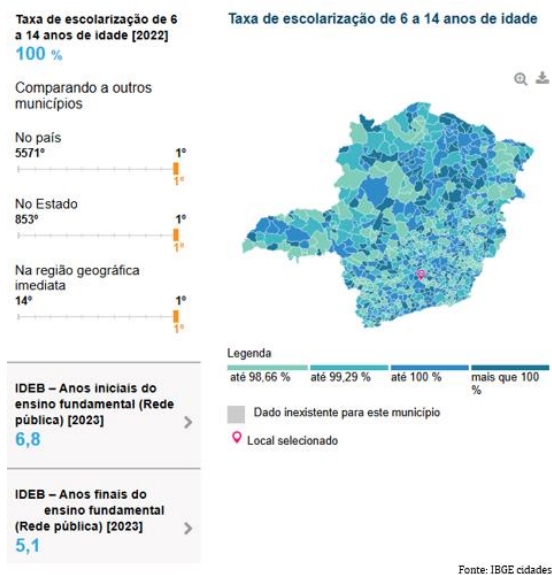 Taxa de escolarização de 6
a 14 anos de idade [2022]
100 %
Comparando a outros
municípios
No país
5571º
1º
1º
No Estado
853º
1º
1º
Na região geográfica
imediata
14º
1º
1º
IDEB – Anos iniciais do
ensino fundamental (Rede
pública) [2023]
6,8
IDEB – Anos finais do
ensino fundamental
(Rede pública) [2023]
5,1
Taxa de escolarização de 6 a 14 anos de idade
Legenda
até 98,66 %
até 99,29 %
até 100 %
mais que 100
%
Dado inexistente para este município
Local selecionado
Fonte: IBGE cidades